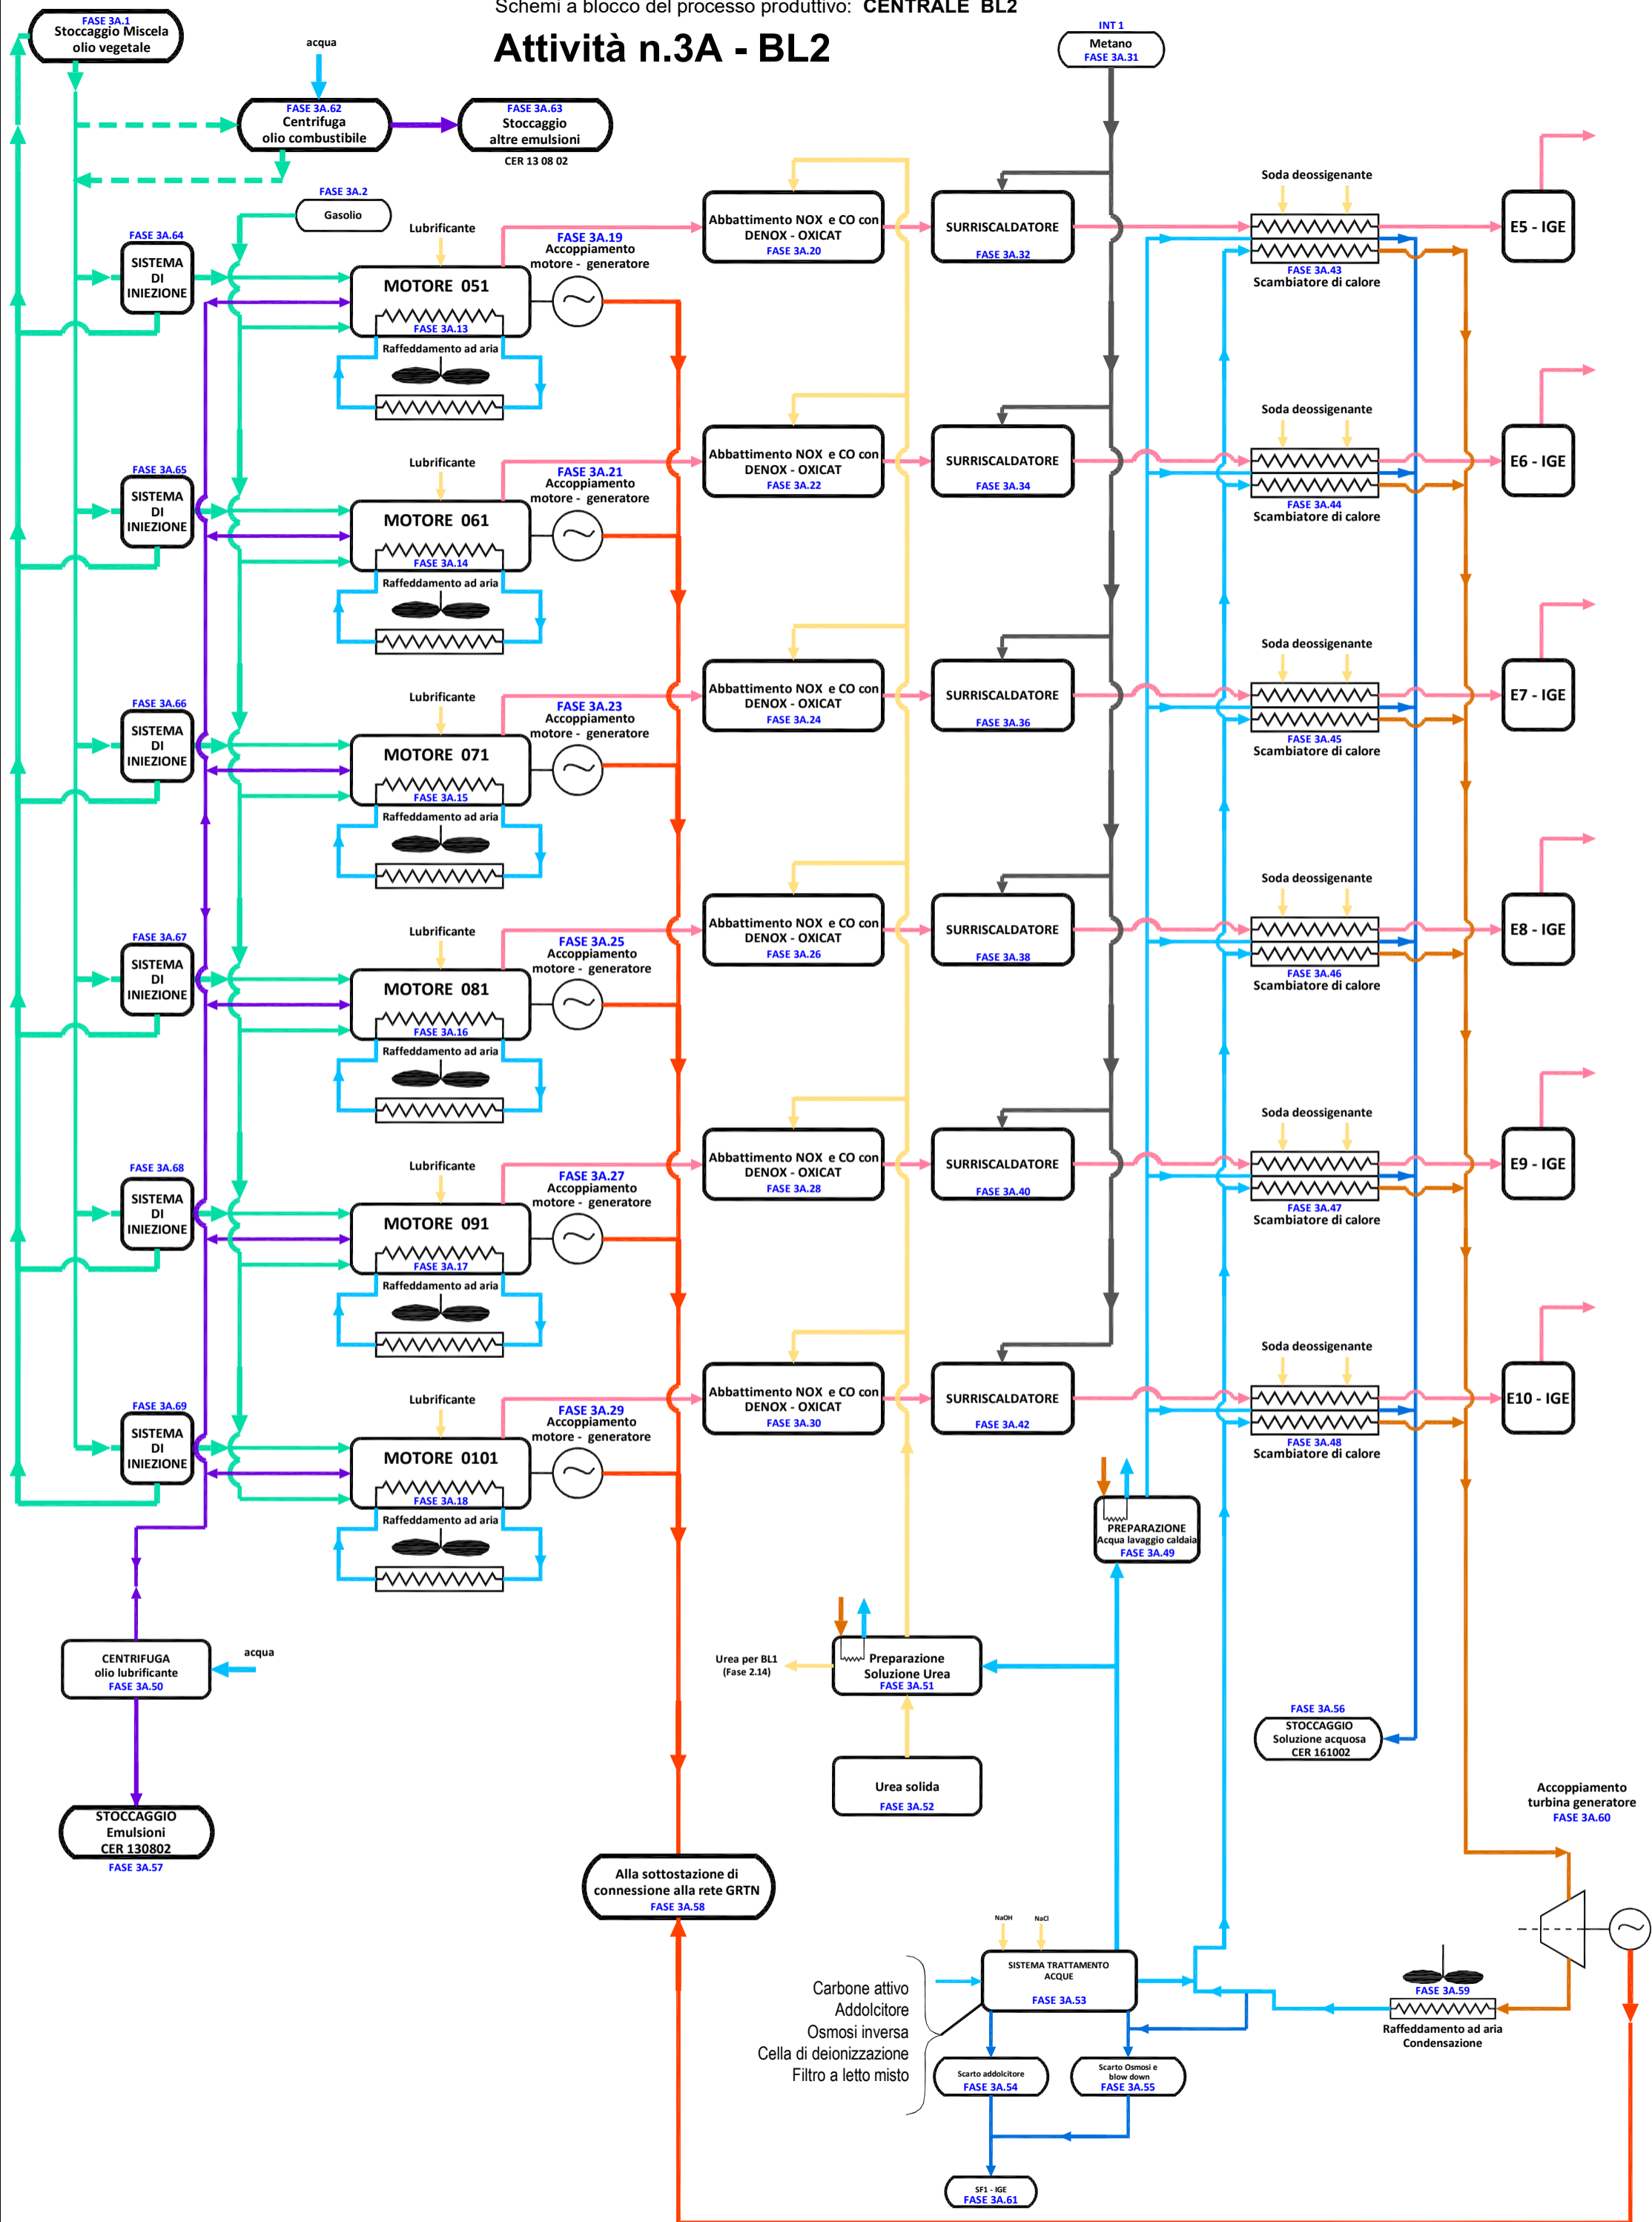 Schemi a blocco del processo produttivo: CENTRALE BL2
Attività n.3A - BL2
FASE 3A.1
Stoccaggio Miscela
olio vegetale
acqua
FASE 3A.62
Centrifuga
olio combustibile
FASE 3A.63
Stoccaggio
altre emulsioni
CER 13 08 02
INT 1
Metano
FASE 3A.31
FASE 3A.2
Gasolio
FASE 3A.64
SISTEMA
DI
INIEZIONE
Lubrificante
MOTORE 051
FASE 3A.13
Raffeddamento ad aria
FASE 3A.19
Accoppiamento
motore - generatore
Abbattimento NOX e CO con
DENOX - OXICAT
FASE 3A.20
SURRISCALDATORE
FASE 3A.32
Soda deossigenante
FASE 3A.43
Scambiatore di calore
E5 - IGE
FASE 3A.65
SISTEMA
DI
INIEZIONE
Lubrificante
MOTORE 061
FASE 3A.14
Raffeddamento ad aria
FASE 3A.21
Accoppiamento
motore - generatore
Abbattimento NOX e CO con
DENOX - OXICAT
FASE 3A.22
SURRISCALDATORE
FASE 3A.34
Soda deossigenante
FASE 3A.44
Scambiatore di calore
E6 - IGE
FASE 3A.66
SISTEMA
DI
INIEZIONE
Lubrificante
MOTORE 071
FASE 3A.15
Raffeddamento ad aria
FASE 3A.23
Accoppiamento
motore - generatore
Abbattimento NOX e CO con
DENOX - OXICAT
FASE 3A.24
SURRISCALDATORE
FASE 3A.36
Soda deossigenante
FASE 3A.45
Scambiatore di calore
E7 - IGE
FASE 3A.67
SISTEMA
DI
INIEZIONE
Lubrificante
MOTORE 081
FASE 3A.16
Raffeddamento ad aria
FASE 3A.25
Accoppiamento
motore - generatore
Abbattimento NOX e CO con
DENOX - OXICAT
FASE 3A.26
SURRISCALDATORE
FASE 3A.38
Soda deossigenante
FASE 3A.46
Scambiatore di calore
E8 - IGE
FASE 3A.68
SISTEMA
DI
INIEZIONE
Lubrificante
MOTORE 091
FASE 3A.17
Raffeddamento ad aria
FASE 3A.27
Accoppiamento
motore - generatore
Abbattimento NOX e CO con
DENOX - OXICAT
FASE 3A.28
SURRISCALDATORE
FASE 3A.40
Soda deossigenante
FASE 3A.47
Scambiatore di calore
E9 - IGE
FASE 3A.69
SISTEMA
DI
INIEZIONE
Lubrificante
MOTORE 0101
FASE 3A.18
Raffeddamento ad aria
FASE 3A.29
Accoppiamento
motore - generatore
Abbattimento NOX e CO con
DENOX - OXICAT
FASE 3A.30
SURRISCALDATORE
FASE 3A.42
Soda deossigenante
FASE 3A.48
Scambiatore di calore
E10 - IGE
PREPARAZIONE
Acqua lavaggio caldaia
FASE 3A.49
CENTRIFUGA
olio lubrificante
FASE 3A.50
acqua
Urea per BL1
(Fase 2.14)
Preparazione
Soluzione Urea
FASE 3A.51
Urea solida
FASE 3A.52
FASE 3A.56
STOCCAGGIO
Soluzione acquosa
CER 161002
STOCCAGGIO
Emulsioni
CER 130802
FASE 3A.57
Accoppiamento
turbina generatore
FASE 3A.60
Alla sottostazione di
connessione alla rete GRTN
FASE 3A.58
NaOH
NaCl
SISTEMA TRATTAMENTO
ACQUE
FASE 3A.53
Carbone attivo
Addolcitore
Osmosi inversa
Cella di deionizzazione
Filtro a letto misto
FASE 3A.59
Raffeddamento ad aria
Condensazione
Scarto addolcitore
FASE 3A.54
Scarto Osmosi e
blow down
FASE 3A.55
SF1 - IGE
FASE 3A.61